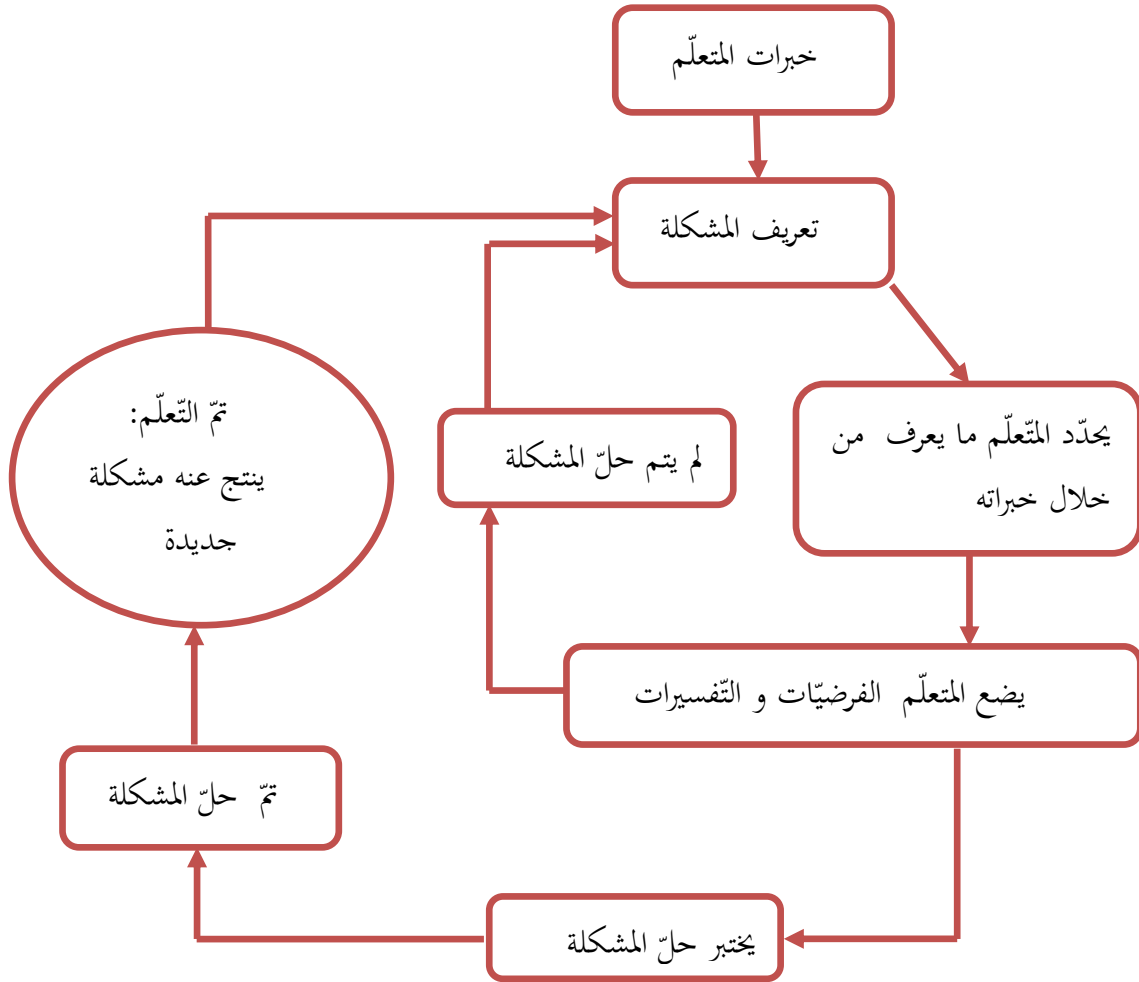 خبرات المتعلّم
تعريف المشكلة
يحدّد المتّعلّم ما يعرف من
خلال خبراته
يضع المتعلّم الفرضيّات و التّفسيرات
لم يتم حلّ المشكلة
يختبر حلّ المشكلة
تمّ حلّ المشكلة
تمّ التّعلّم:
ينتج عنه مشكلة
جديدة